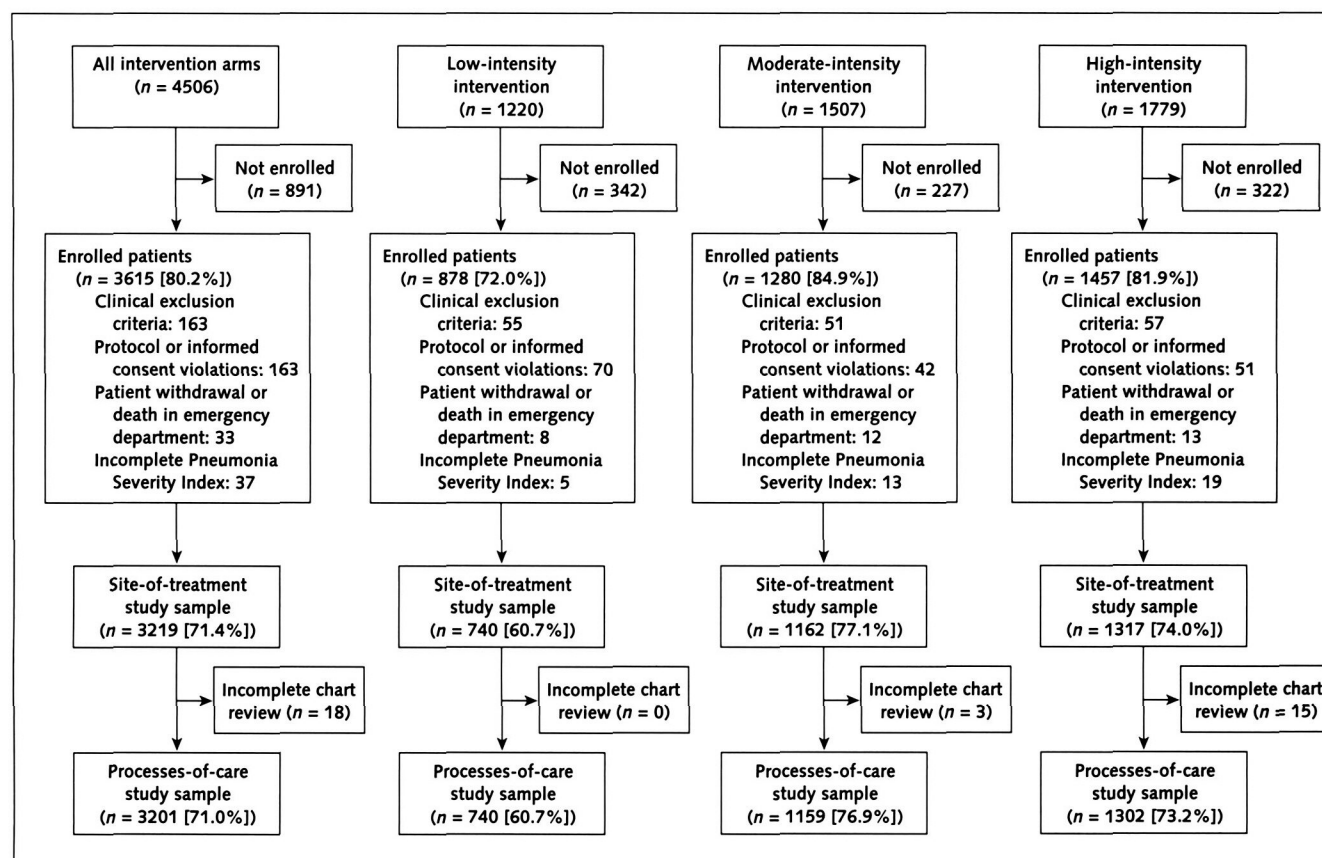 All intervention arms
(n = 4506)
Not enrolled
(n = 891)
Enrolled patients
(n = 3615 [80.2%])
Clinical exclusion
criteria: 163
Protocol or informed
consent violations: 163
Patient withdrawal or
death in emergency
department: 33
Incomplete Pneumonia
Severity Index: 37
Site-of-treatment
study sample
(n = 3219 [71.4%])
Incomplete chart
review (n = 18)
Processes-of-care
study sample
(n = 3201 [71.0%])
Low-intensity
intervention
(n = 1220)
Not enrolled
(n = 342)
Enrolled patients
(n = 878 [72.0%])
Clinical exclusion
criteria: 55
Protocol or informed
consent violations: 70
Patient withdrawal or
death in emergency
department: 8
Incomplete Pneumonia
Severity Index: 5
Site-of-treatment
study sample
(n = 740 [60.7%])
Incomplete chart
review (n = 0)
Processes-of-care
study sample
(n = 740 [60.7%])
Moderate-intensity
intervention
(n = 1507)
Not enrolled
(n = 227)
Enrolled patients
(n = 1280 [84.9%])
Clinical exclusion
criteria: 51
Protocol or informed
consent violations: 42
Patient withdrawal or
death in emergency
department: 12
Incomplete Pneumonia
Severity Index: 13
Site-of-treatment
study sample
(n = 1162 [77.1%])
Incomplete chart
review (n = 3)
Processes-of-care
study sample
(n = 1159 [76.9%])
High-intensity
intervention
(n = 1779)
Not enrolled
(n = 322)
Enrolled patients
(n = 1457 [81.9%])
Clinical exclusion
criteria: 57
Protocol or informed
consent violations: 51
Patient withdrawal or
death in emergency
department: 13
Incomplete Pneumonia
Severity Index: 19
Site-of-treatment
study sample
(n = 1317 [74.0%])
Incomplete chart
review (n = 15)
Processes-of-care
study sample
(n = 1302 [73.2%])